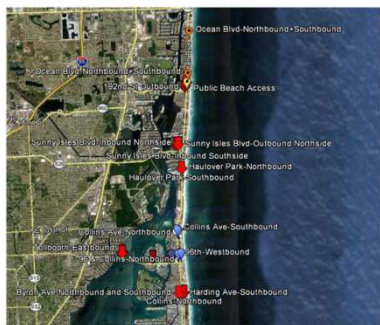 Ocean Blvd-Northbound•Southbound
Ocean Blvd-Northbound•Southbound
192nd St Outbound
Public Beach Access
Sunny Isles Blvd-Inbound Northside
Sunny Isles Blvd-Outbound Northside
Sunny Isles Blvd-Inbound Southside
Haulover Park-Northbound
Haulover Park-Southbound
Collins Ave-Northbound
Collins Ave-Southbound
Tollbooth-Eastbound
96th-Westbound
Collins-Northbound
Byron Ave Northbound and Southbound
Harding Ave-Southbound
Collins-Northbound